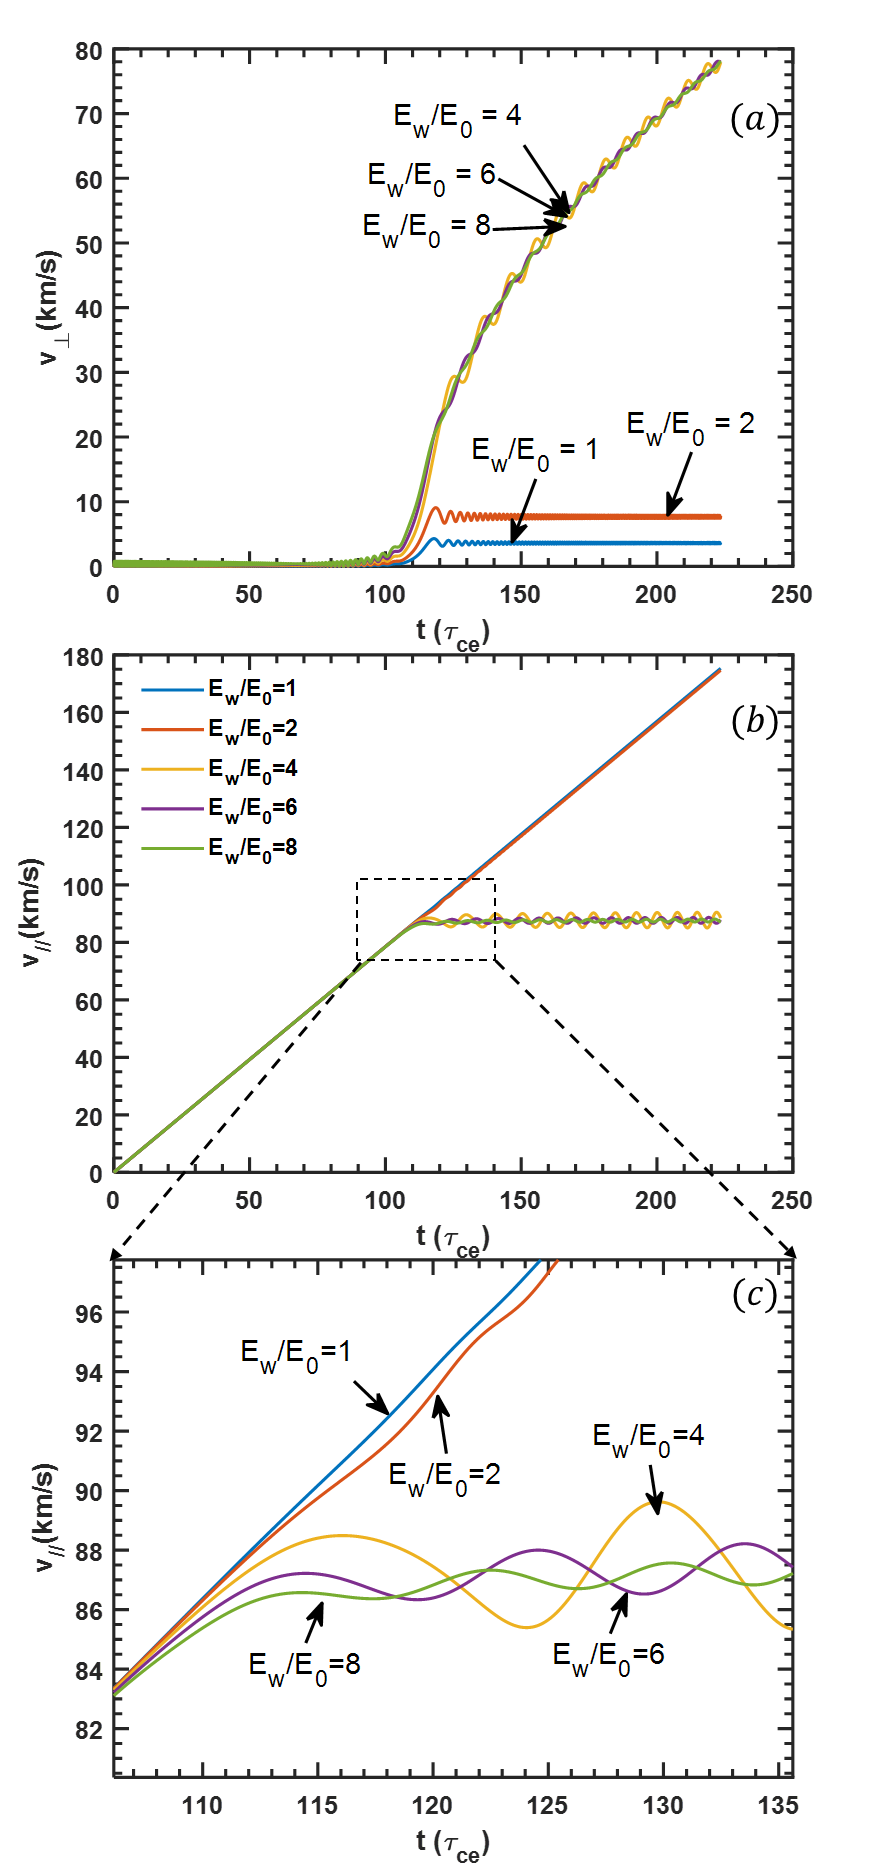 80
70
60
50
40
30
20
10
0
v⊥(km/s)
(a)
E_w/E_0 = 4
E_w/E_0 = 6
E_w/E_0 = 8
E_w/E_0 = 2
E_w/E_0 = 1
0 50 100 150 200 250
t (τ_ce)
180
160
140
120
100
80
60
40
20
0
v_//(km/s)
(b)
E_w/E_0=1
E_w/E_0=2
E_w/E_0=4
E_w/E_0=6
E_w/E_0=8
0 50 100 150 200 250
t (τ_ce)
96
94
92
90
88
86
84
82
v_//(km/s)
(c)
E_w/E_0=1
E_w/E_0=4
E_w/E_0=2
E_w/E_0=6
E_w/E_0=8
110 115 120 125 130 135
t (τ_ce)